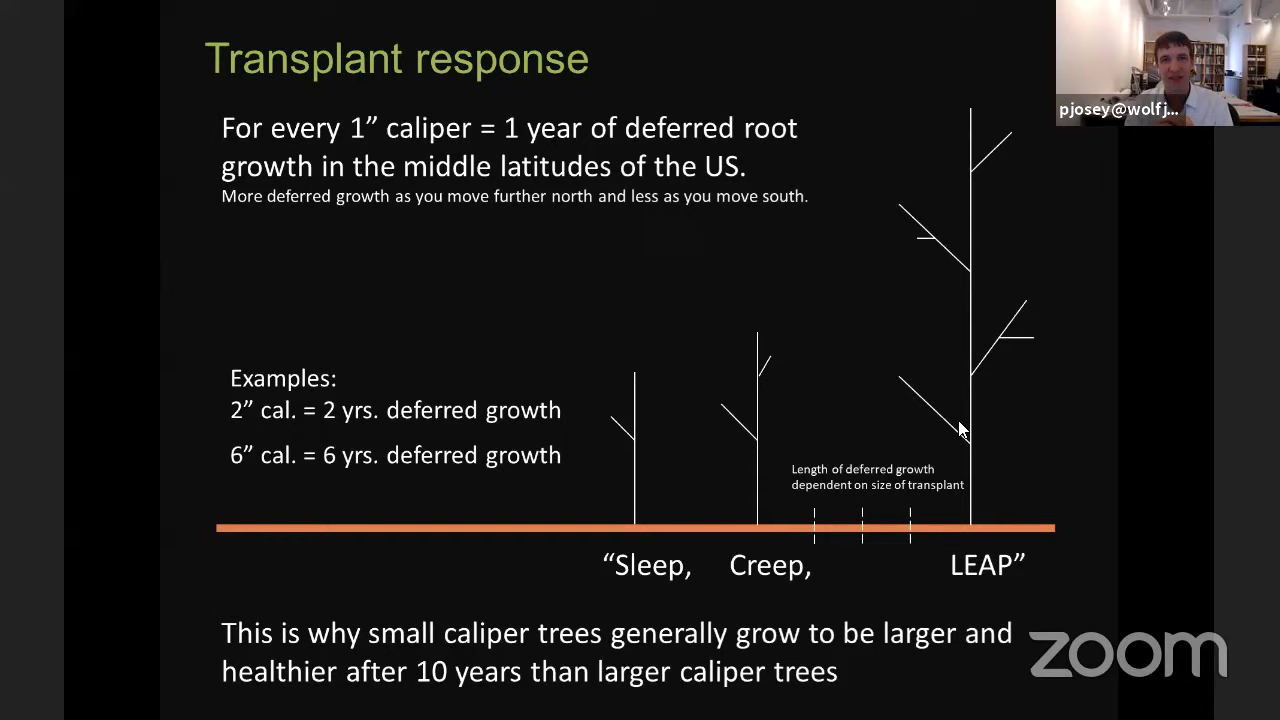 Transplant response
pjosey@wolfj...
For every 1” caliper = 1 year of deferred root
growth in the middle latitudes of the US.
More deferred growth as you move further north and less as you move south.
Examples:
2” cal. = 2 yrs. deferred growth
6” cal. = 6 yrs. deferred growth
Length of deferred growth
dependent on size of transplant
“Sleep, Creep, LEAP”
This is why small caliper trees generally grow to be larger and
healthier after 10 years than larger caliper trees
zoom